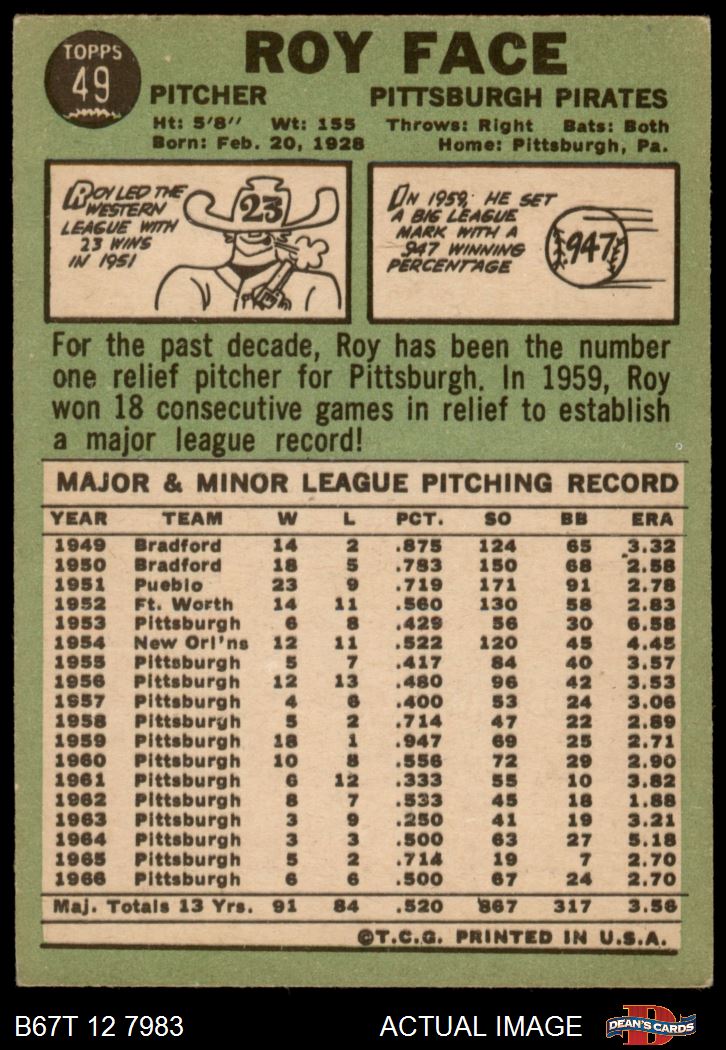 TOPPS
49
ROY FACE
PITCHER PITTSBURGH PIRATES
Ht: 5'8" Wt: 155 Throws: Right Bats: Both
Born: Feb. 20, 1928 Home: Pittsburgh, Pa.
ROY LED THE
WESTERN
LEAGUE WITH
23 WINS
IN 1951
23
IN 1959, HE SET
A BIG LEAGUE
MARK WITH A
.947 WINNING
PERCENTAGE
.947
For the past decade, Roy has been the number
one relief pitcher for Pittsburgh. In 1959, Roy
won 18 consecutive games in relief to establish
a major league record!
MAJOR & MINOR LEAGUE PITCHING RECORD
YEAR TEAM W L PCT. SO BB ERA
1949 Bradford 14 2 .875 124 65 3.32
1950 Bradford 18 5 .783 150 68 2.58
1951 Pueblo 23 9 .719 171 91 2.78
1952 Ft. Worth 14 11 .560 130 58 2.83
1953 Pittsburgh 6 8 .429 56 30 6.58
1954 New Orl'ns 12 11 .522 120 45 4.45
1955 Pittsburgh 5 7 .417 84 40 3.57
1956 Pittsburgh 12 13 .480 96 42 3.53
1957 Pittsburgh 4 6 .400 53 24 3.06
1958 Pittsburgh 5 2 .714 47 22 2.89
1959 Pittsburgh 18 1 .947 69 25 2.71
1960 Pittsburgh 10 8 .556 72 29 2.90
1961 Pittsburgh 6 12 .333 55 10 3.82
1962 Pittsburgh 8 7 .533 45 18 1.88
1963 Pittsburgh 3 9 .250 41 19 3.21
1964 Pittsburgh 3 3 .500 63 27 5.18
1965 Pittsburgh 5 2 .714 19 7 2.70
1966 Pittsburgh 6 6 .500 67 24 2.70
Maj. Totals 13 Yrs. 91 84 .520 867 317 3.56
©T.C.G. PRINTED IN U.S.A.
B67T 12 7983 ACTUAL IMAGE
DEAN'S CARDS